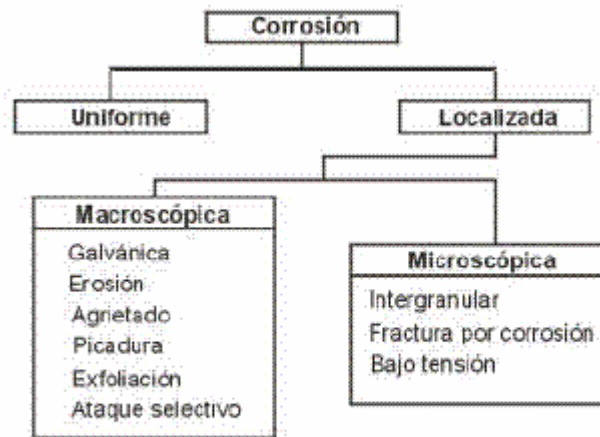 Corrosión
Uniforme
Localizada
Macroscópica
Galvánica
Erosión
Agrietado
Picadura
Exfoliación
Ataque selectivo
Microscópica
Intergranular
Fractura por corrosión
Bajo tensión